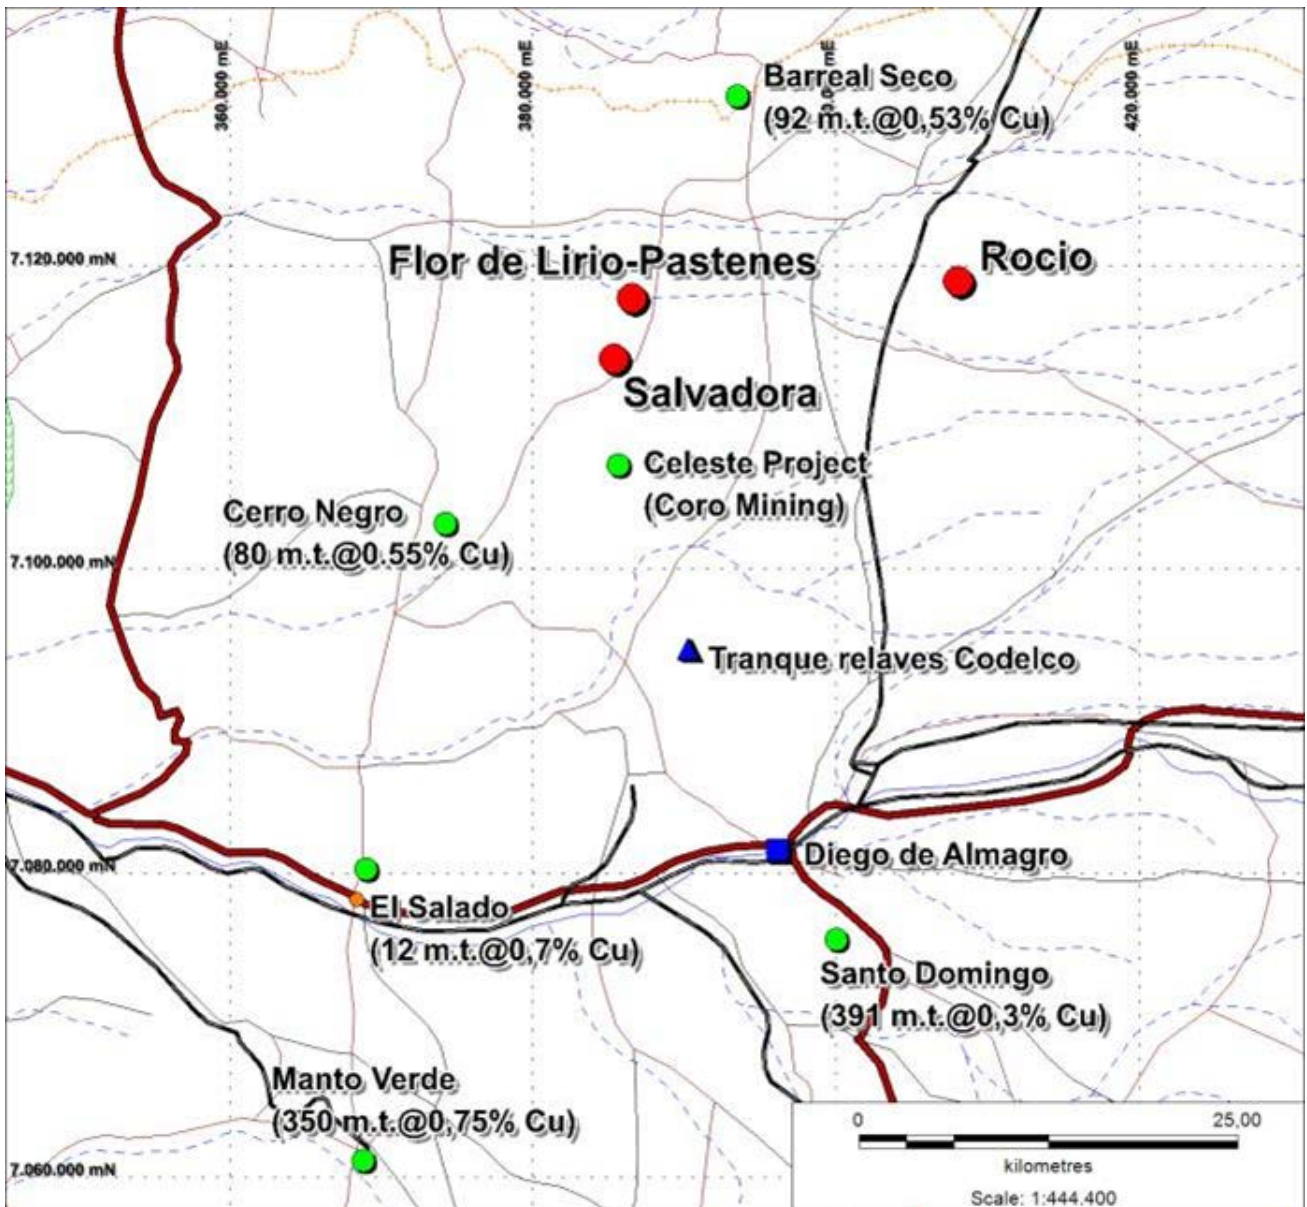 360.000 mE
380.000 mE
mE
420.000 mE
Barreal Seco
(92 m.t.@0,53% Cu)
7.120.000 mN
Flor de Lirio-Pastenes
Rocio
Salvadora
Celeste Project
(Coro Mining)
Cerro Negro
(80 m.t.@0.55% Cu)
7.100.000 mN
Tranque relaves Codelco
Diego de Almagro
7.080.000 mN
El Salado
(12 m.t.@0,7% Cu)
Santo Domingo
(391 m.t.@0,3% Cu)
Manto Verde
(350 m.t.@0,75% Cu)
7.060.000 mN
0 25,00
kilometres
Scale: 1:444.400